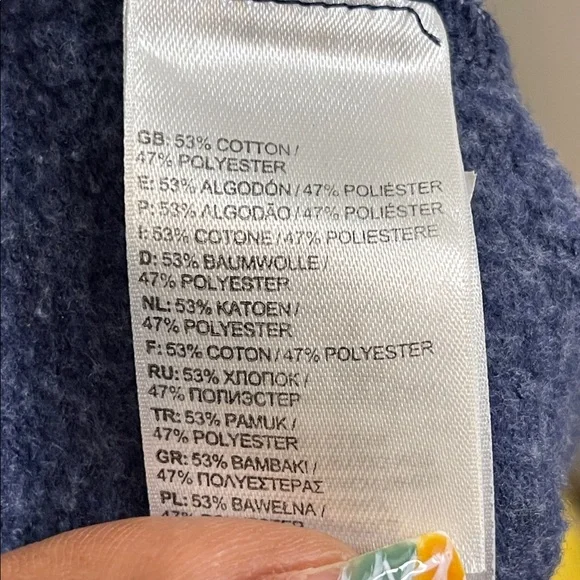 GB: 53% COTTON /
47% POLYESTER
E: 53% ALGODÓN / 47% POLIÉSTER
P: 53% ALGODÃO / 47% POLIÉSTER
I: 53% COTONE / 47% POLIESTERE
D: 53% BAUMWOLLE /
47% POLYESTER
NL: 53% KATOEN /
47% POLYESTER
F: 53% COTON / 47% POLYESTER
RU: 53% ХЛОПОК /
47% ПОЛИЭСТЕР
TR: 53% PAMUK /
47% POLYESTER
GR: 53% ΒΑΜΒΑΚΙ /
47% ΠΟΛΥΕΣΤΕΡΑΣ
PL: 53% BAWEŁNA /
47%